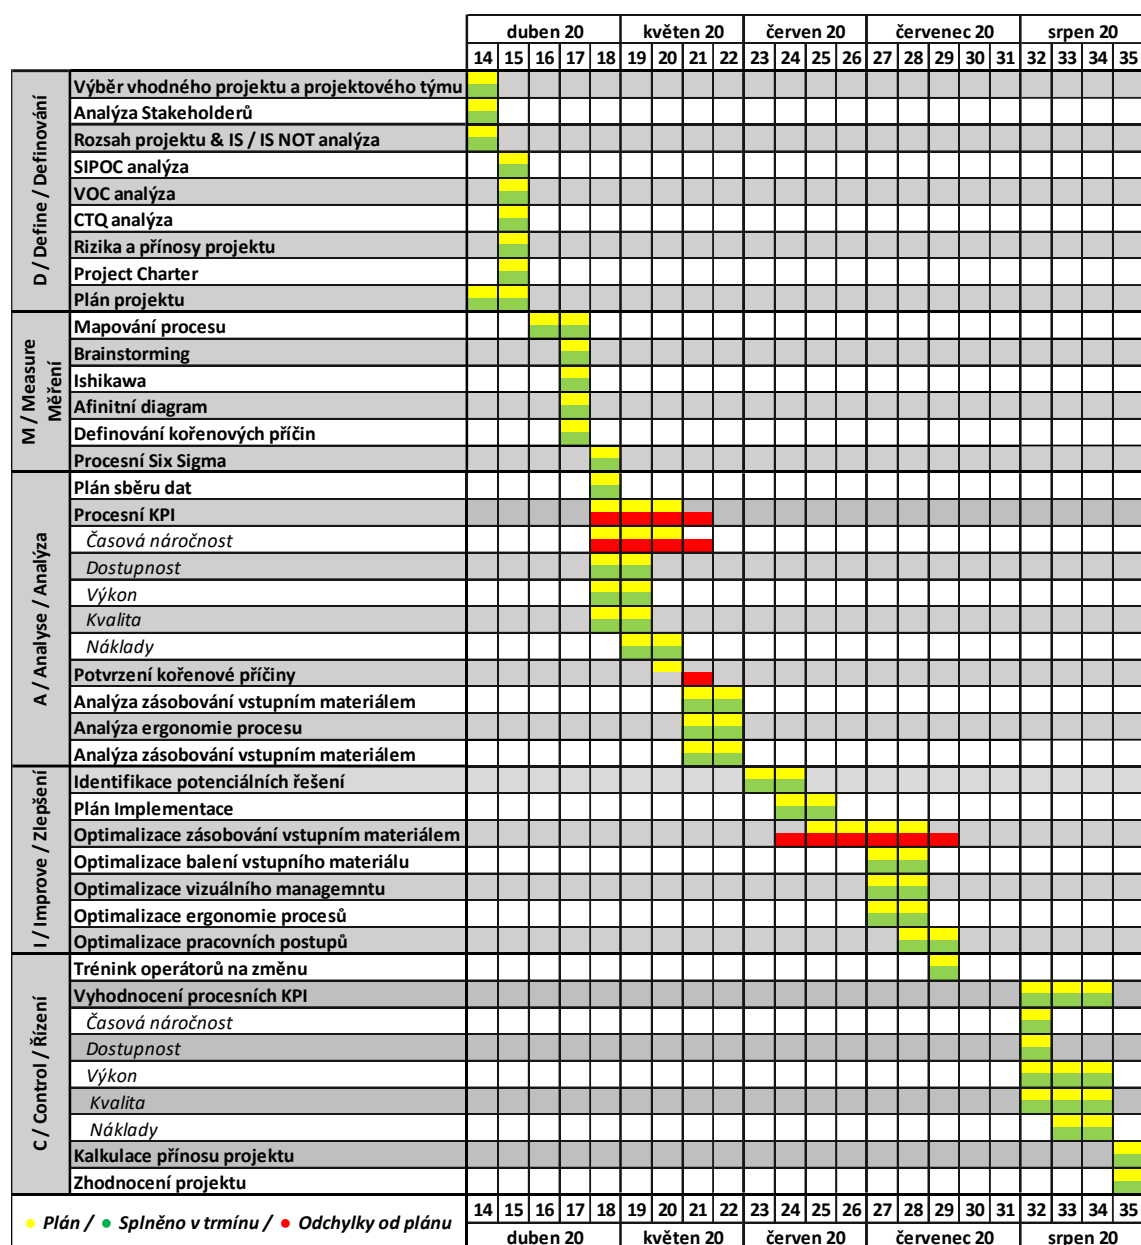 duben 20 květen 20 červen 20 červenec 20 srpen 20
14 15 16 17 18 19 20 21 22 23 24 25 26 27 28 29 30 31 32 33 34 35
D / Define / Definování
Výběr vhodného projektu a projektového týmu
Analýza Stakeholderů
Rozsah projektu & IS / IS NOT analýza
SIPOC analýza
VOC analýza
CTQ analýza
Rizika a přínosy projektu
Project Charter
Plán projektu
M / Measure
Měření
Mapování procesu
Brainstorming
Ishikawa
Afinitní diagram
Definování kořenových příčin
Procesní Six Sigma
A / Analyse / Analýza
Plán sběru dat
Procesní KPI
Časová náročnost
Dostupnost
Výkon
Kvalita
Náklady
Potvrzení kořenové příčiny
Analýza zásobování vstupním materiálem
Analýza ergonomie procesu
Analýza zásobování vstupním materiálem
I / Improve / Zlepšení
Identifikace potenciálních řešení
Plán Implementace
Optimalizace zásobování vstupním materiálem
Optimalizace balení vstupního materiálu
Optimalizace vizuálního managemntu
Optimalizace ergonomie procesů
Optimalizace pracovních postupů
C / Control / Řízení
Trénink operátorů na změnu
Vyhodnocení procesních KPI
Časová náročnost
Dostupnost
Výkon
Kvalita
Náklady
Kalkulace přínosu projektu
Zhodnocení projektu
Plán / Splněno v trmínu / Odchylky od plánu
14 15 16 17 18 19 20 21 22 23 24 25 26 27 28 29 30 31 32 33 34 35
duben 20 květen 20 červen 20 červenec 20 srpen 20